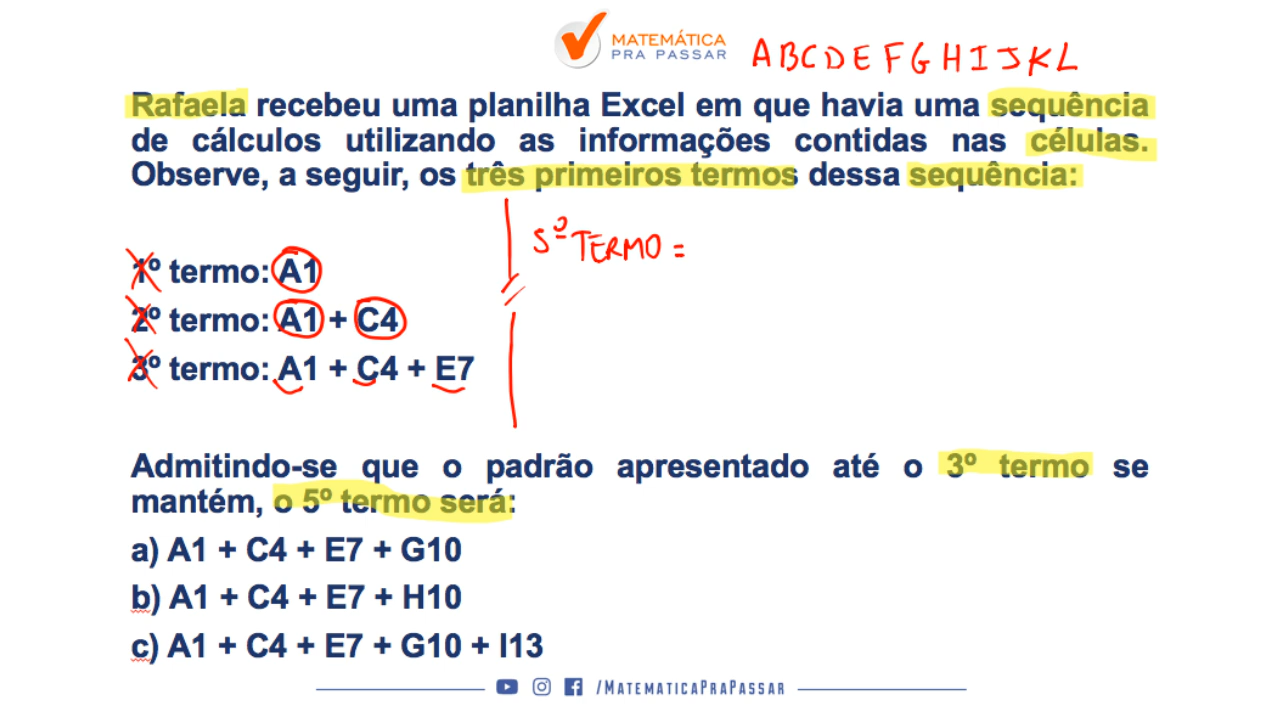 MATEMÁTICA
PRA PASSAR
A B C D E F G H I J K L
Rafaela recebeu uma planilha Excel em que havia uma sequência
de cálculos utilizando as informações contidas nas células.
Observe, a seguir, os três primeiros termos dessa sequência:
5º TERMO =
1º termo: A1
2º termo: A1 + C4
3º termo: A1 + C4 + E7
Admitindo-se que o padrão apresentado até o 3º termo se
mantém, o 5º termo será:
a) A1 + C4 + E7 + G10
b) A1 + C4 + E7 + H10
c) A1 + C4 + E7 + G10 + I13
/MATEMATICAPRAPASSAR